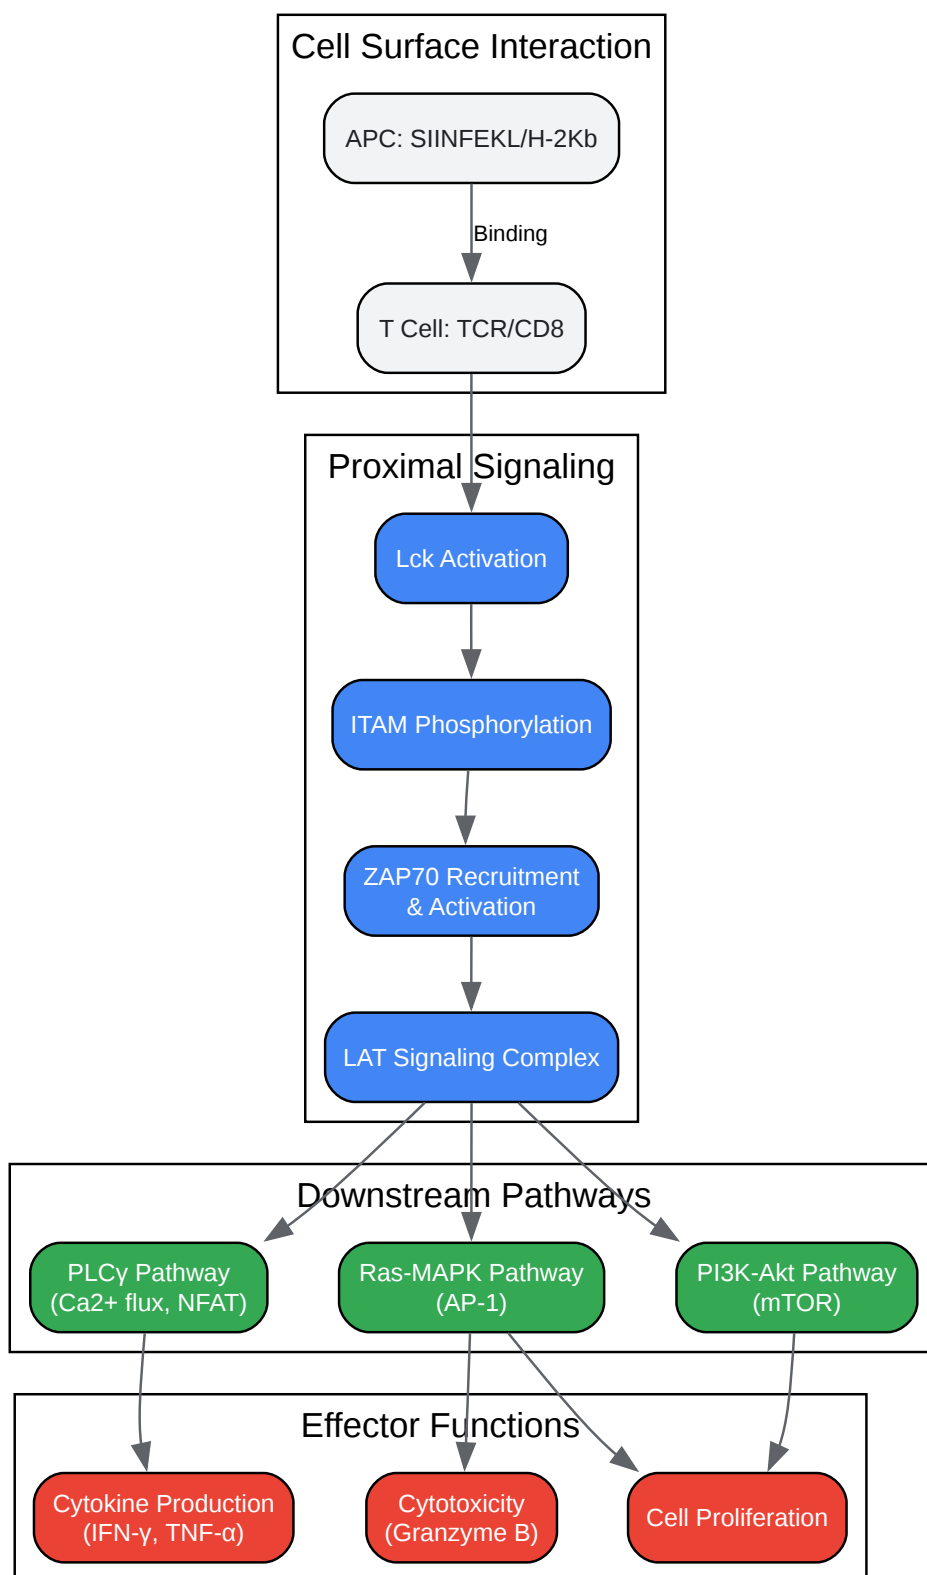 Cell Surface Interaction
APC: SIINFEKL/H-2Kb
Binding
T Cell: TCR/CD8
Proximal Signaling
Lck Activation
ITAM Phosphorylation
ZAP70 Recruitment
& Activation
LAT Signaling Complex
Downstream Pathways
PLCγ Pathway
(Ca2+ flux, NFAT)
Ras-MAPK Pathway
(AP-1)
PI3K-Akt Pathway
(mTOR)
Effector Functions
Cytokine Production
(IFN-γ, TNF-α)
Cytotoxicity
(Granzyme B)
Cell Proliferation